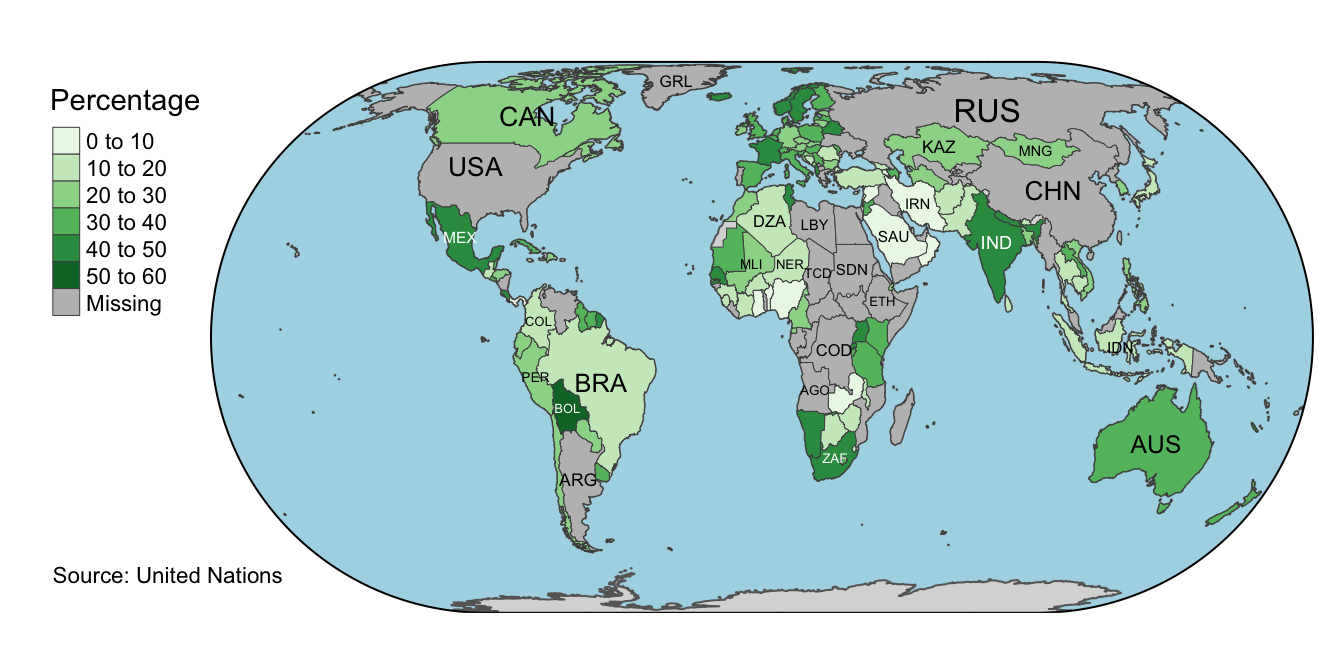 Percentage
0 to 10
10 to 20
20 to 30
30 to 40
40 to 50
50 to 60
Missing
GRL
CAN
RUS
USA
KAZ
MNG
CHN
MEX
DZA
LBY
IRN
SAU
IND
MLI
NER
TCD
SDN
ETH
COL
COD
IDN
PER
BRA
AGO
BOL
ZAF
AUS
ARG
Source: United Nations